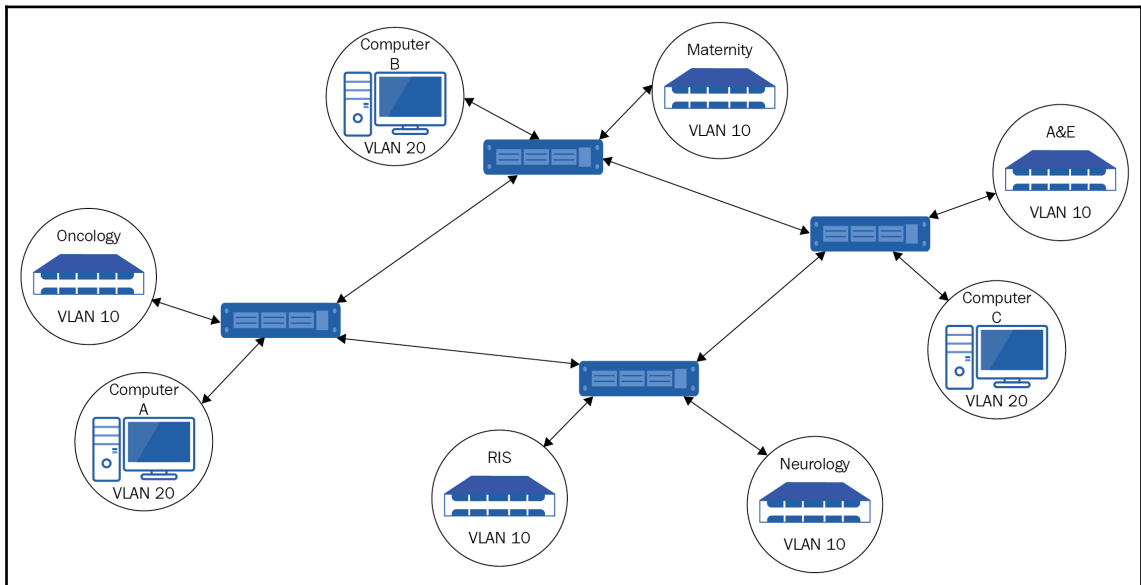 Computer
B
VLAN 20
Maternity
VLAN 10
A&E
VLAN 10
Oncology
VLAN 10
Computer
C
VLAN 20
Computer
A
VLAN 20
RIS
VLAN 10
Neurology
VLAN 10